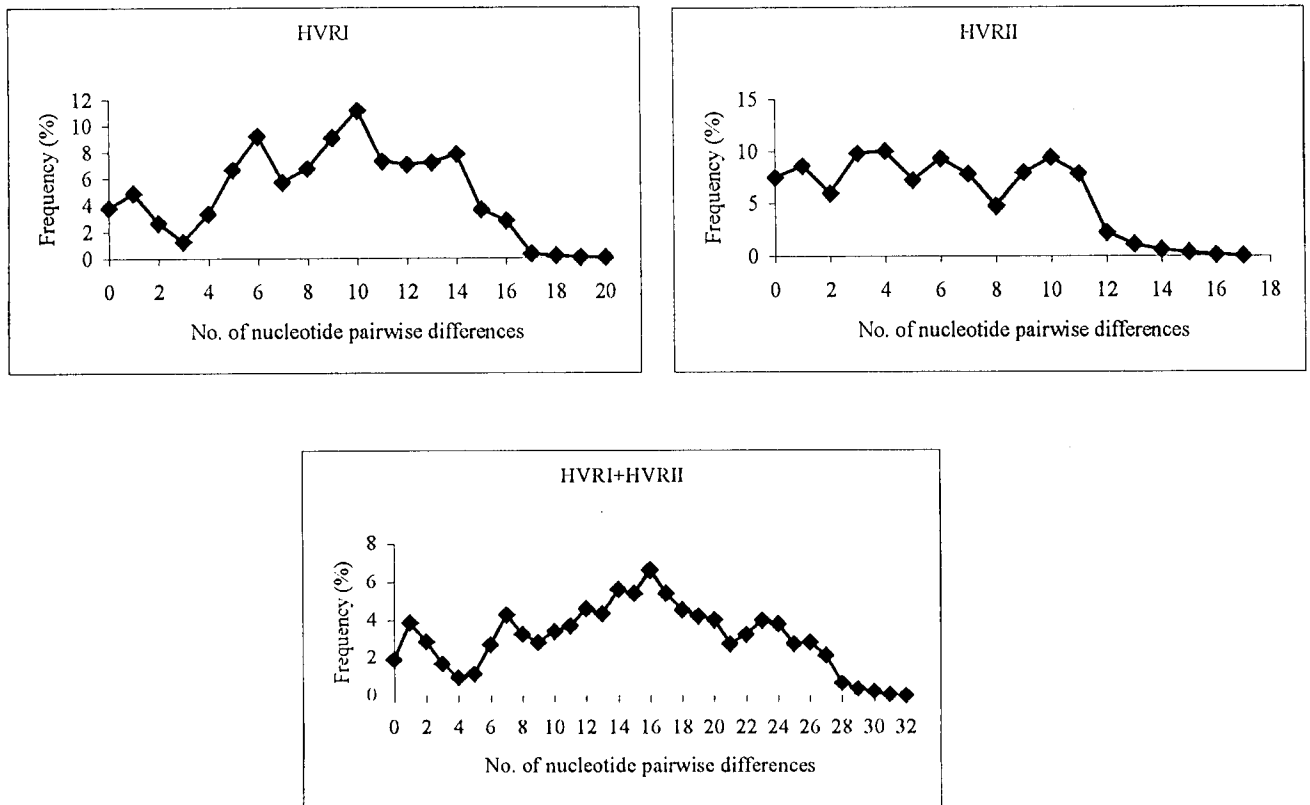 HVRI
Frequency (%)
12
10
8
6
4
2
0
0 2 4 6 8 10 12 14 16 18 20
No. of nucleotide pairwise differences
HVRII
Frequency (%)
15
10
5
0
0 2 4 6 8 10 12 14 16 18
No. of nucleotide pairwise differences
HVRI+HVRII
Frequency (%)
8
6
4
2
0
0 2 4 6 8 10 12 14 16 18 20 22 24 26 28 30 32
No. of nucleotide pairwise differences